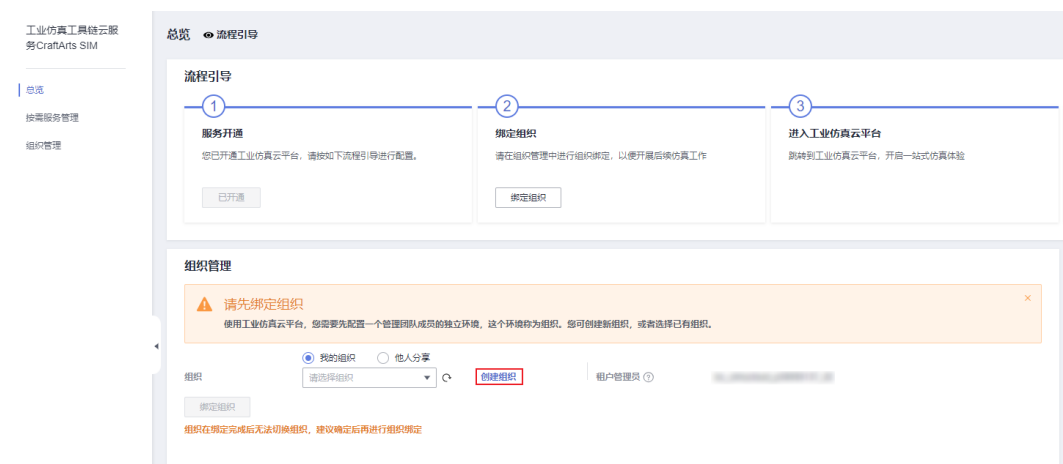 工业仿真工具链云服
务CraftArts SIM
总览
按需服务管理
组织管理
总览 流程引导
流程引导
1
服务开通
您已开通工业仿真云平台，请按如下流程引导进行配置。
已开通
2
绑定组织
请在组织管理中进行组织绑定，以便开展后续仿真工作
绑定组织
3
进入工业仿真云平台
跳转到工业仿真云平台，开启一站式仿真体验
组织管理
请先绑定组织
使用工业仿真云平台，您需要先配置一个管理团队成员的独立环境，这个环境称为组织。您可创建新组织，或者选择已有组织。
我的组织 他人分享
组织 请选择组织 创建组织 租户管理员
绑定组织
组织在绑定完成后无法切换组织，建议确定后再进行组织绑定